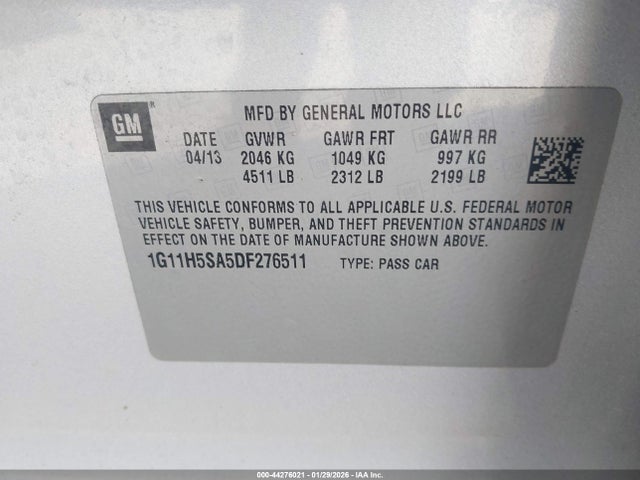 GM
MFD BY GENERAL MOTORS LLC
DATE GVWR GAWR FRT GAWR RR
04/13 2046 KG 1049 KG 997 KG
4511 LB 2312 LB 2199 LB
THIS VEHICLE CONFORMS TO ALL APPLICABLE U.S. FEDERAL MOTOR
VEHICLE SAFETY, BUMPER, AND THEFT PREVENTION STANDARDS IN
EFFECT ON THE DATE OF MANUFACTURE SHOWN ABOVE.
1G11H5SA5DF276511 TYPE: PASS CAR
000-44276021 - 01/29/2026 - IAA Inc.